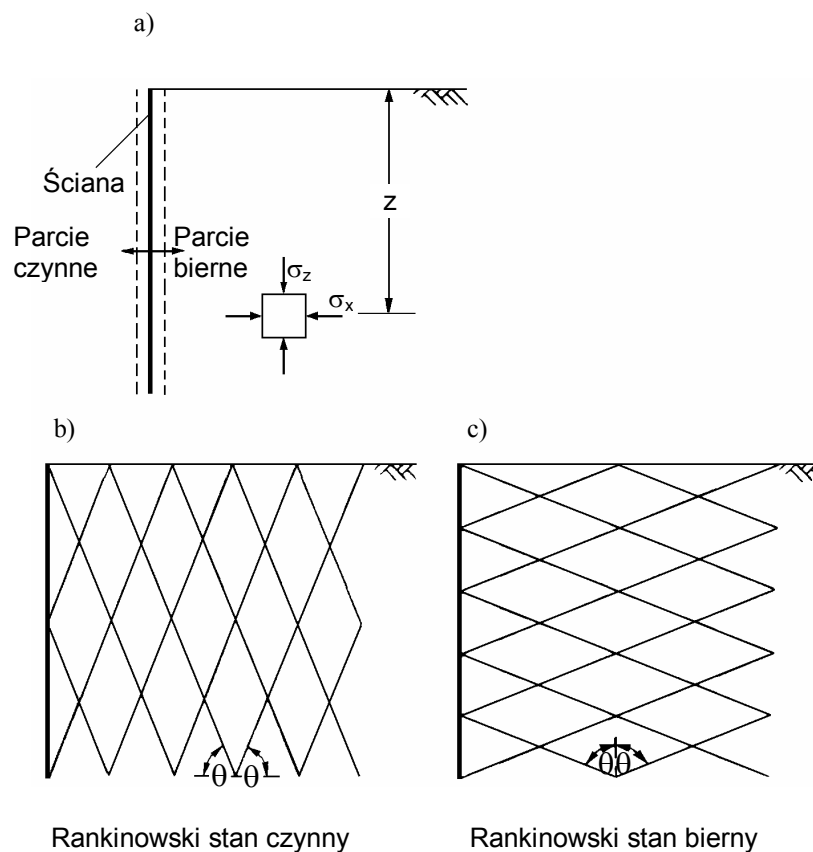 a)
Ściana
z
Parcie czynne
Parcie bierne
σz
σx
b)
c)
θ θ
θθ
Rankinowski stan czynny
Rankinowski stan bierny